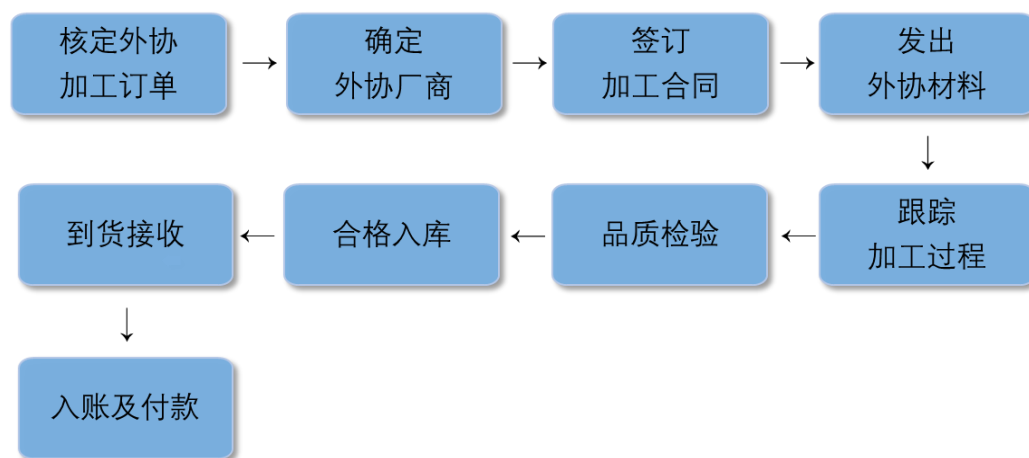 核定外协
加工订单
确定
外协厂商
签订
加工合同
发出
外协材料
跟踪
加工过程
品质检验
合格入库
到货接收
入账及付款